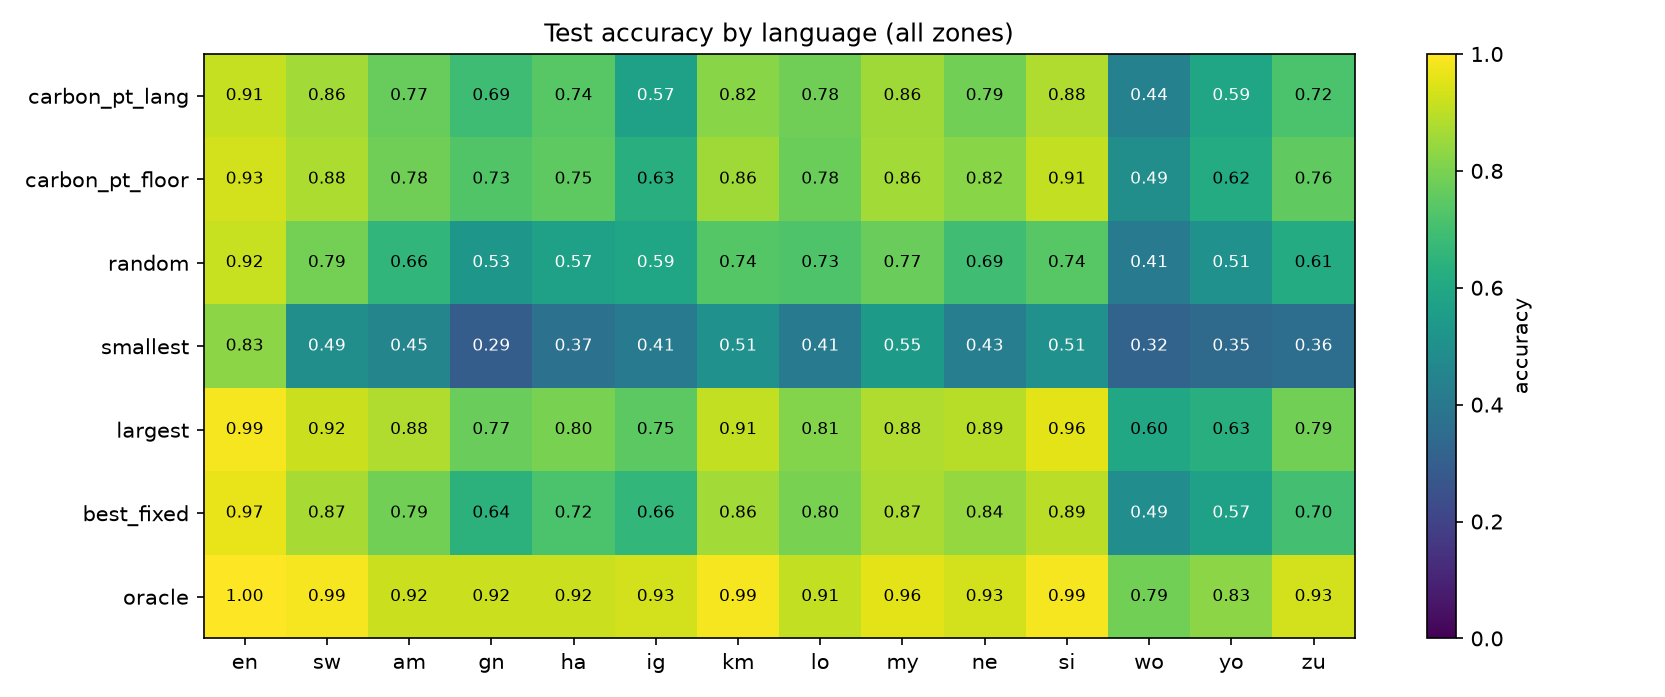 Test accuracy by language (all zones)
carbon_pt_lang 0.91 0.86 0.77 0.69 0.74 0.57 0.82 0.78 0.86 0.79 0.88 0.44 0.59 0.72
carbon_pt_floor 0.93 0.88 0.78 0.73 0.75 0.63 0.86 0.78 0.86 0.82 0.91 0.49 0.62 0.76
random 0.92 0.79 0.66 0.53 0.57 0.59 0.74 0.73 0.77 0.69 0.74 0.41 0.51 0.61
smallest 0.83 0.49 0.45 0.29 0.37 0.41 0.51 0.41 0.55 0.43 0.51 0.32 0.35 0.36
largest 0.99 0.92 0.88 0.77 0.80 0.75 0.91 0.81 0.88 0.89 0.96 0.60 0.63 0.79
best_fixed 0.97 0.87 0.79 0.64 0.72 0.66 0.86 0.80 0.87 0.84 0.89 0.49 0.57 0.70
oracle 1.00 0.99 0.92 0.92 0.92 0.93 0.99 0.91 0.96 0.93 0.99 0.79 0.83 0.93
en sw am gn ha ig km lo my ne si wo yo zu
1.0
0.8
0.6
0.4
0.2
0.0
accuracy